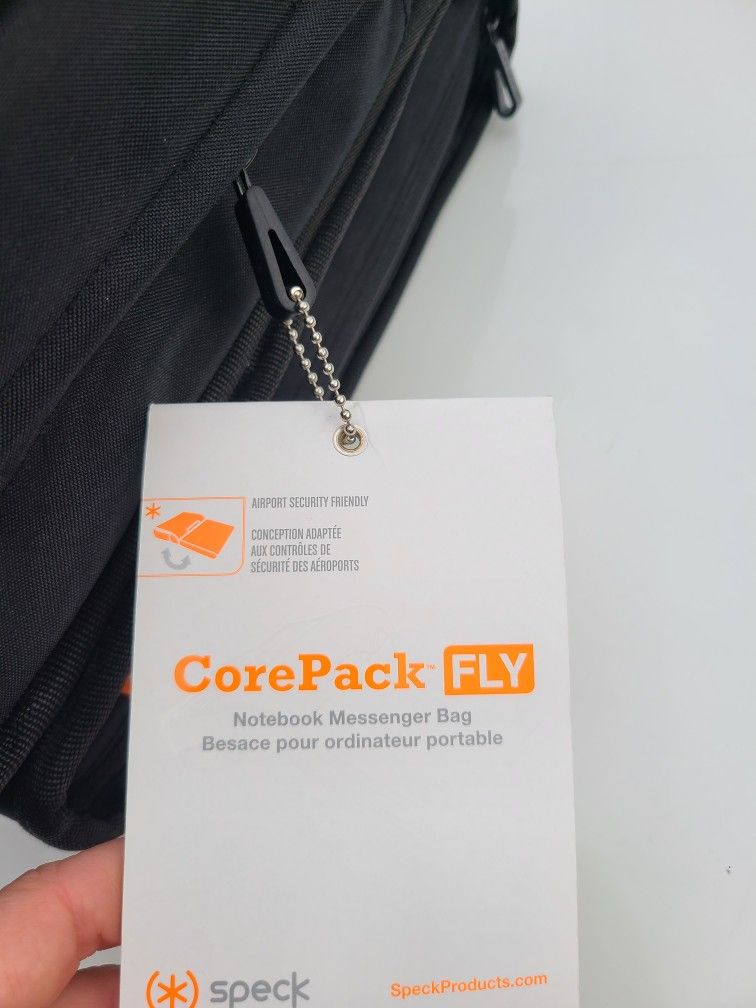 AIRPORT SECURITY FRIENDLY
CONCEPTION ADAPTÉE
AUX CONTRÔLES DE
SÉCURITÉ DES AÉROPORTS
CorePack™ FLY
Notebook Messenger Bag
Besace pour ordinateur portable
speck
SpeckProducts.com